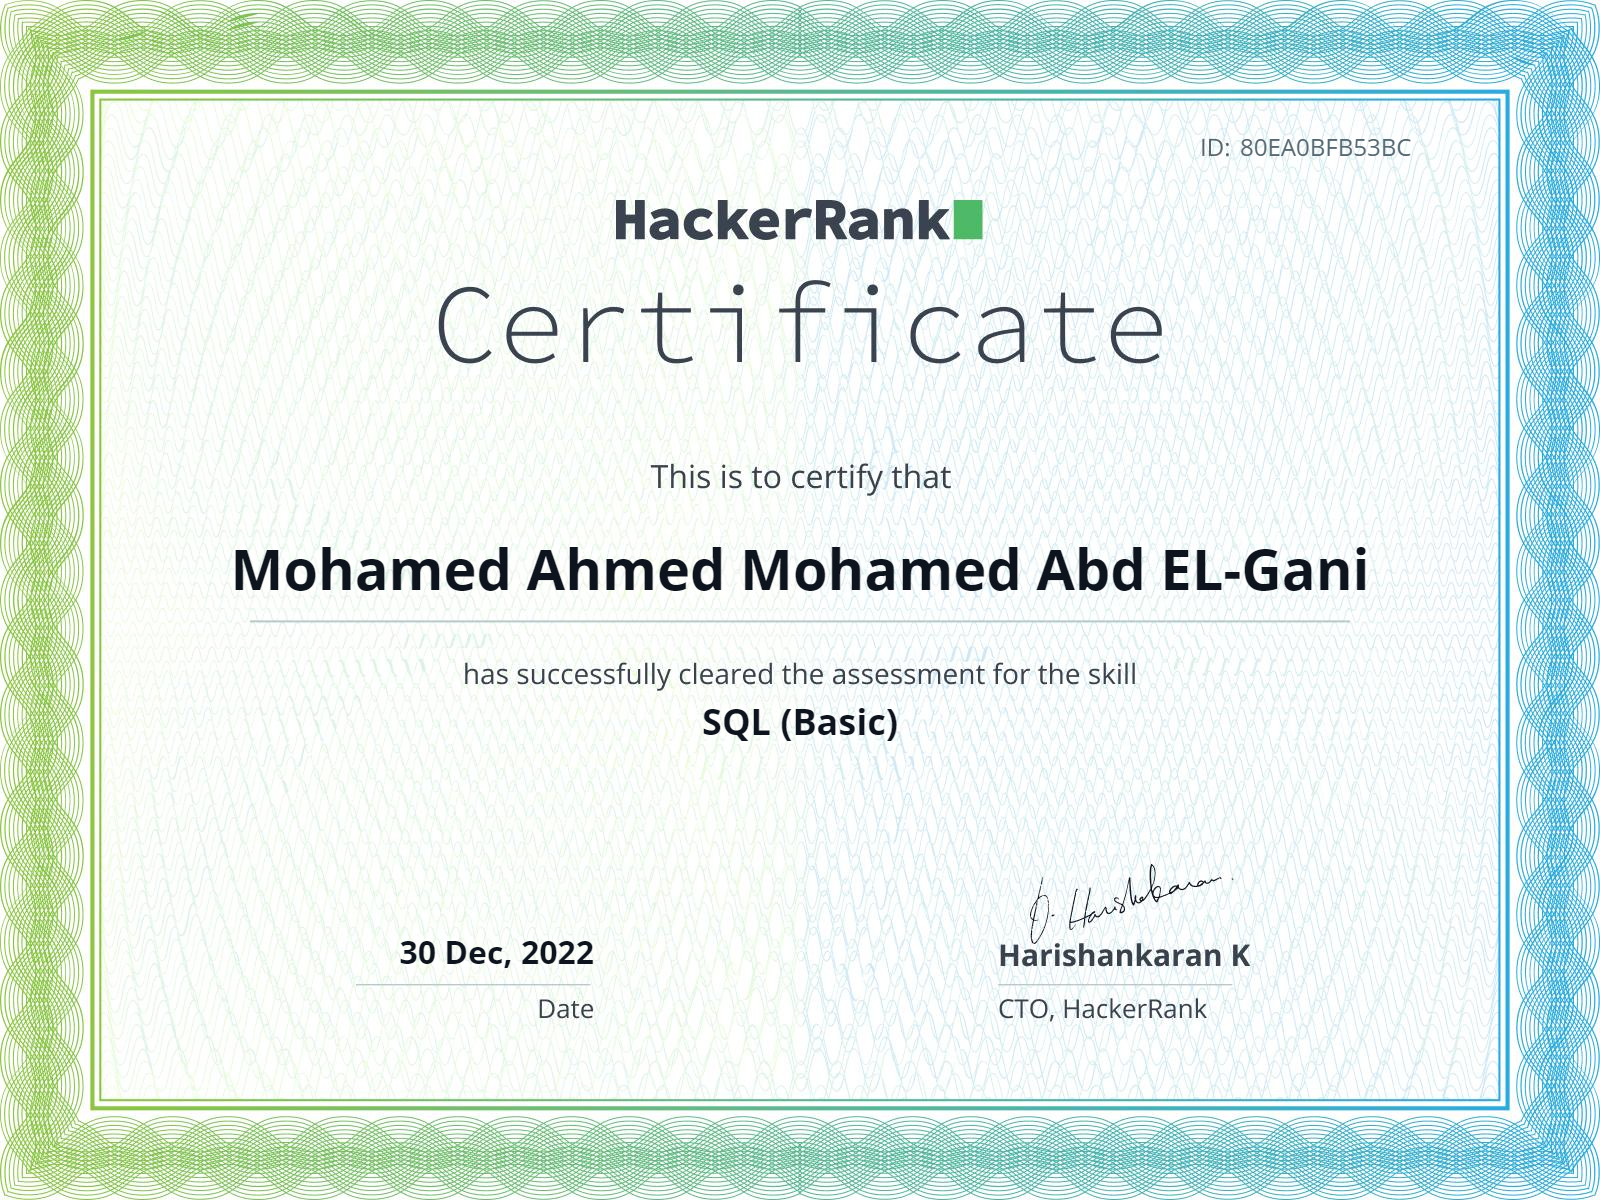 ID: 80EA0BFB53BC
HackerRank
Certificate
This is to certify that
Mohamed Ahmed Mohamed Abd EL-Gani
has successfully cleared the assessment for the skill
SQL (Basic)
30 Dec, 2022
Date
Harishankaran K
CTO, HackerRank